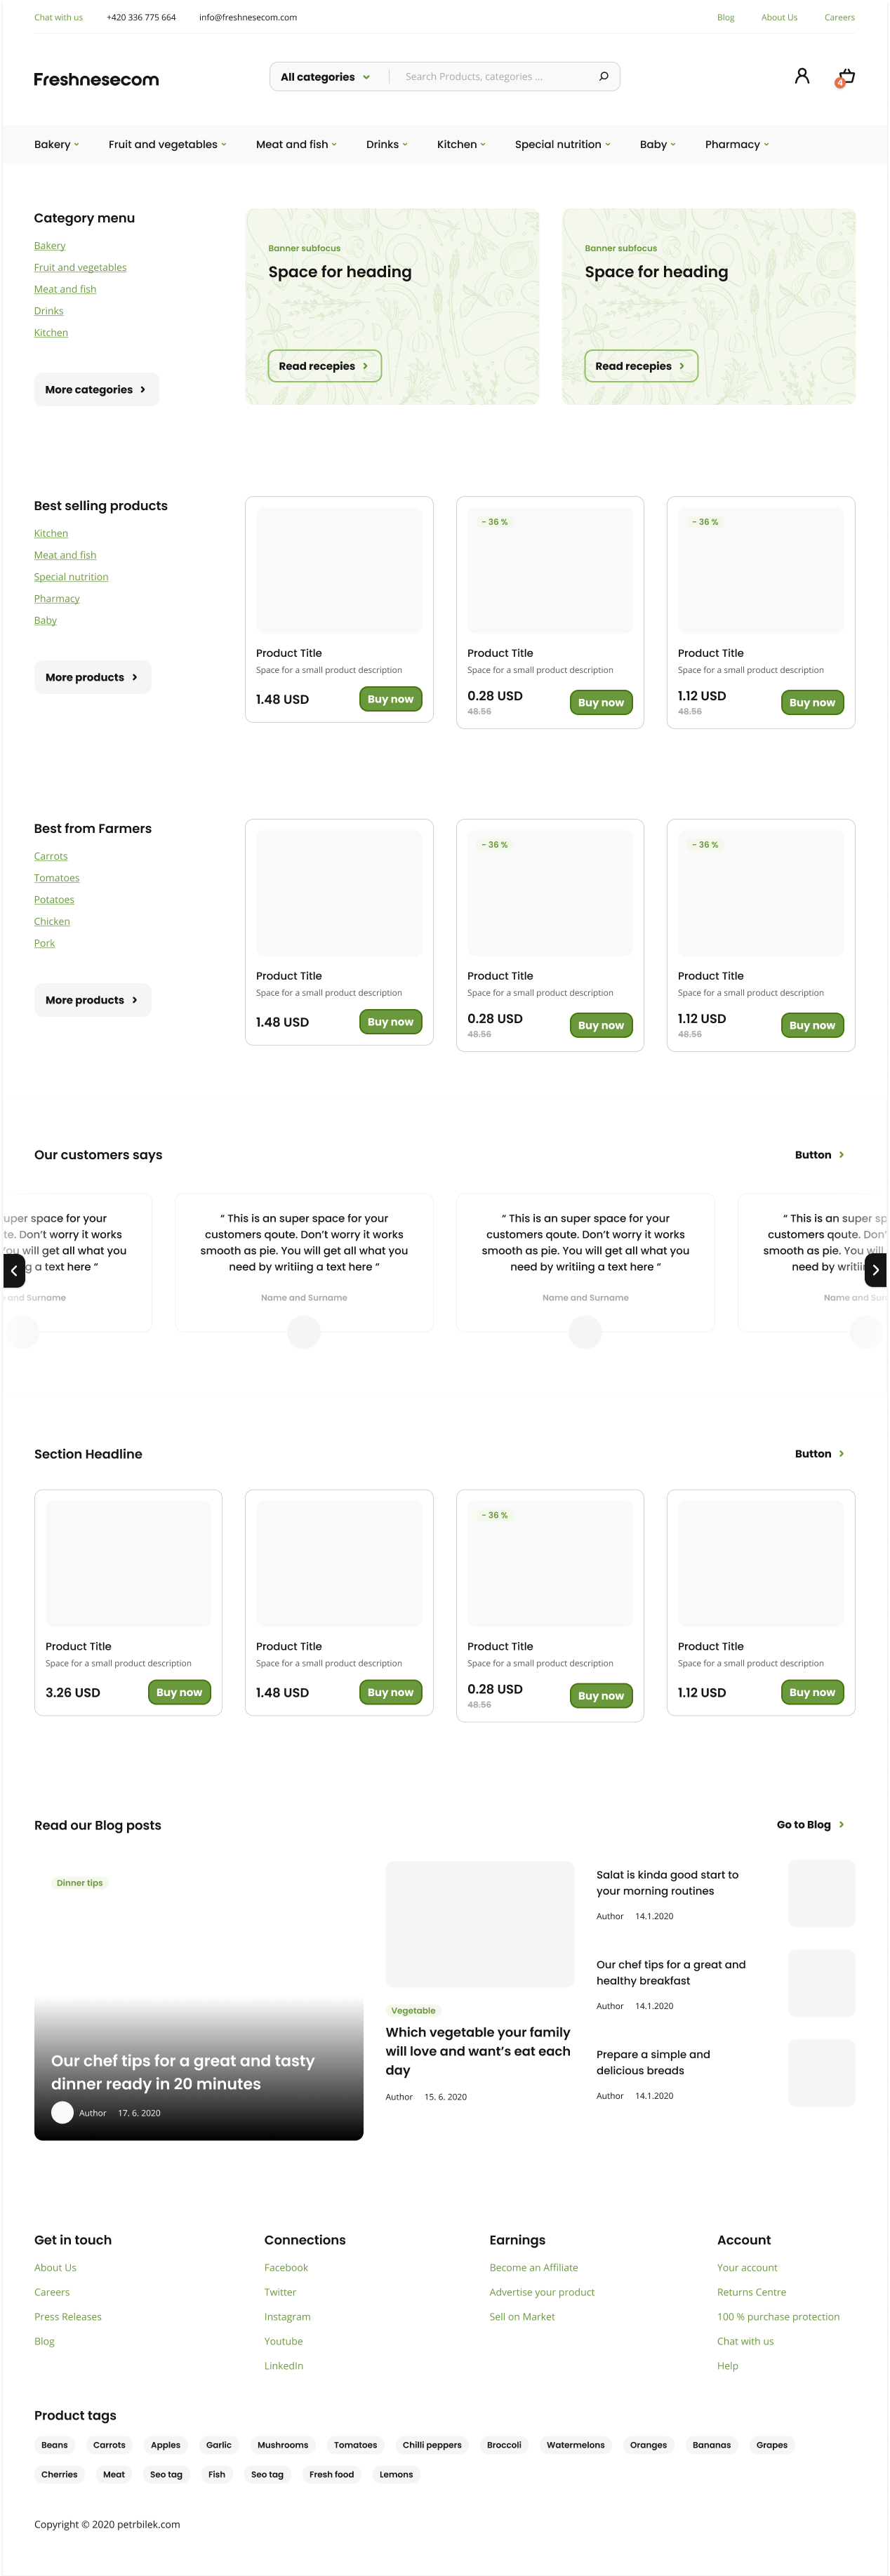 Chat with us +420 336 775 664 info@freshnesecom.com Blog About Us Careers
Freshnesecom All categories Search Products, categories ... 4
Bakery Fruit and vegetables Meat and fish Drinks Kitchen Special nutrition Baby Pharmacy
Category menu
Bakery
Fruit and vegetables
Meat and fish
Drinks
Kitchen
More categories
Banner subfocus
Space for heading
Read recepies
Banner subfocus
Space for heading
Read recepies
Best selling products
Kitchen
Meat and fish
Special nutrition
Pharmacy
Baby
More products
Product Title
Space for a small product description
1.48 USD Buy now
- 36 %
Product Title
Space for a small product description
0.28 USD
48.56
Buy now
- 36 %
Product Title
Space for a small product description
1.12 USD
48.56
Buy now
Best from Farmers
Carrots
Tomatoes
Potatoes
Chicken
Pork
More products
Product Title
Space for a small product description
1.48 USD Buy now
- 36 %
Product Title
Space for a small product description
0.28 USD
48.56
Buy now
- 36 %
Product Title
Space for a small product description
1.12 USD
48.56
Buy now
Our customers says Button
uper space for your
te. Don’t worry it works
You will get all what you
g a text here “
and Surname
“ This is an super space for your
customers qoute. Don’t worry it works
smooth as pie. You will get all what you
need by writiing a text here “
Name and Surname
“ This is an super space for your
customers qoute. Don’t worry it works
smooth as pie. You will get all what you
need by writiing a text here “
Name and Surname
“ This is an super sp
customers qoute. Don’
smooth as pie. You will
need by writii
Name and Sur
Section Headline Button
Product Title
Space for a small product description
3.26 USD Buy now
Product Title
Space for a small product description
1.48 USD Buy now
- 36 %
Product Title
Space for a small product description
0.28 USD
48.56
Buy now
Product Title
Space for a small product description
1.12 USD Buy now
Read our Blog posts Go to Blog
Dinner tips
Our chef tips for a great and tasty
dinner ready in 20 minutes
Author 17. 6. 2020
Vegetable
Which vegetable your family
will love and want’s eat each
day
Author 15. 6. 2020
Salat is kinda good start to
your morning routines
Author 14.1.2020
Our chef tips for a great and
healthy breakfast
Author 14.1.2020
Prepare a simple and
delicious breads
Author 14.1.2020
Get in touch
About Us
Careers
Press Releases
Blog
Connections
Facebook
Twitter
Instagram
Youtube
LinkedIn
Earnings
Become an Affiliate
Advertise your product
Sell on Market
Account
Your account
Returns Centre
100 % purchase protection
Chat with us
Help
Product tags
Beans Carrots Apples Garlic Mushrooms Tomatoes Chilli peppers Broccoli Watermelons Oranges Bananas Grapes
Cherries Meat Seo tag Fish Seo tag Fresh food Lemons
Copyright © 2020 petrbilek.com